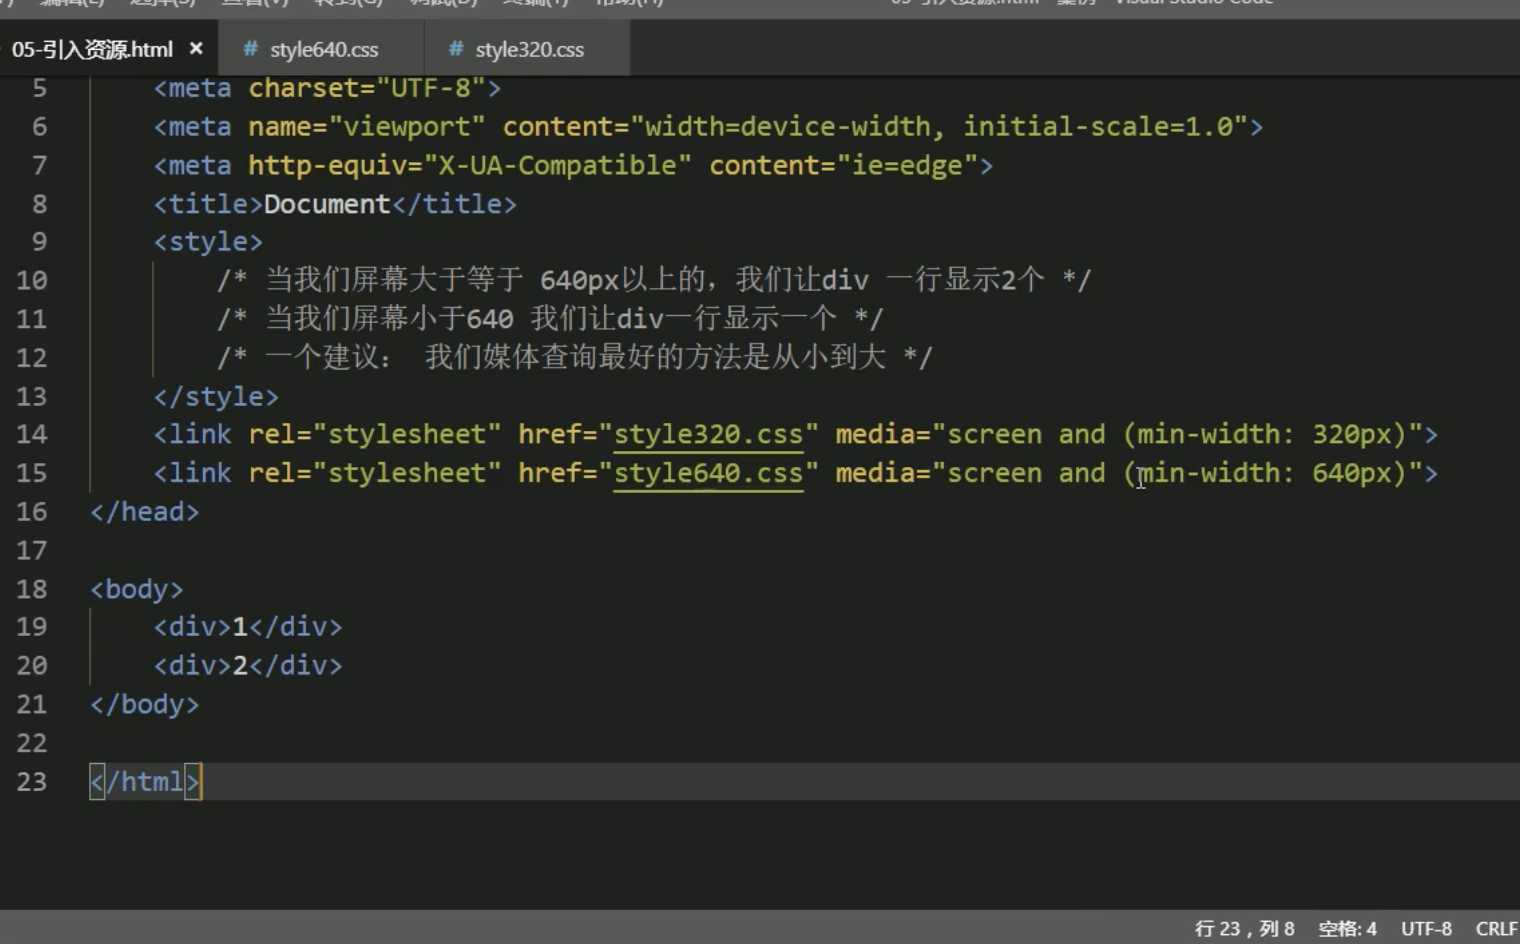 05-引入资源.html × # style640.css # style320.css
5 <meta charset="UTF-8">
6 <meta name="viewport" content="width=device-width, initial-scale=1.0">
7 <meta http-equiv="X-UA-Compatible" content="ie=edge">
8 <title>Document</title>
9 <style>
10 /* 当我们屏幕大于等于 640px以上的，我们让div 一行显示2个 */
11 /* 当我们屏幕小于640 我们让div一行显示一个 */
12 /* 一个建议： 我们媒体查询最好的方法是从小到大 */
13 </style>
14 <link rel="stylesheet" href="style320.css" media="screen and (min-width: 320px)">
15 <link rel="stylesheet" href="style640.css" media="screen and (min-width: 640px)">
16 </head>
17
18 <body>
19 <div>1</div>
20 <div>2</div>
21 </body>
22
23 </html>
行 23，列 8 空格: 4 UTF-8 CRLF